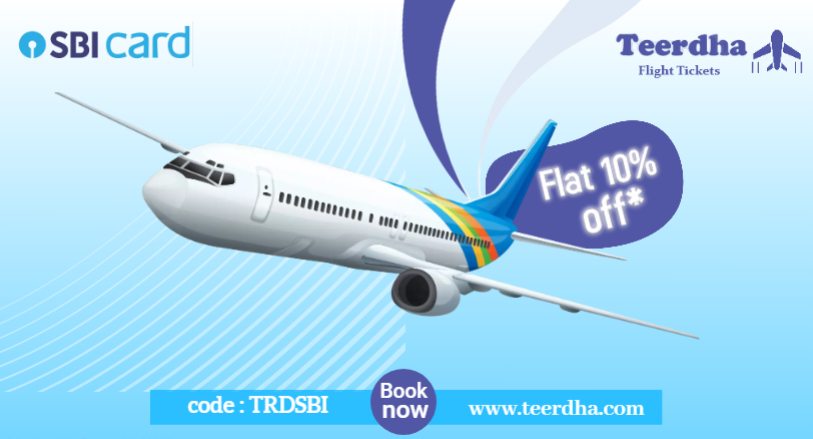 SBI card
Teerdha
Flight Tickets
Flat 10%
off*
code : TRDSBI
Book
now
www.teerdha.com